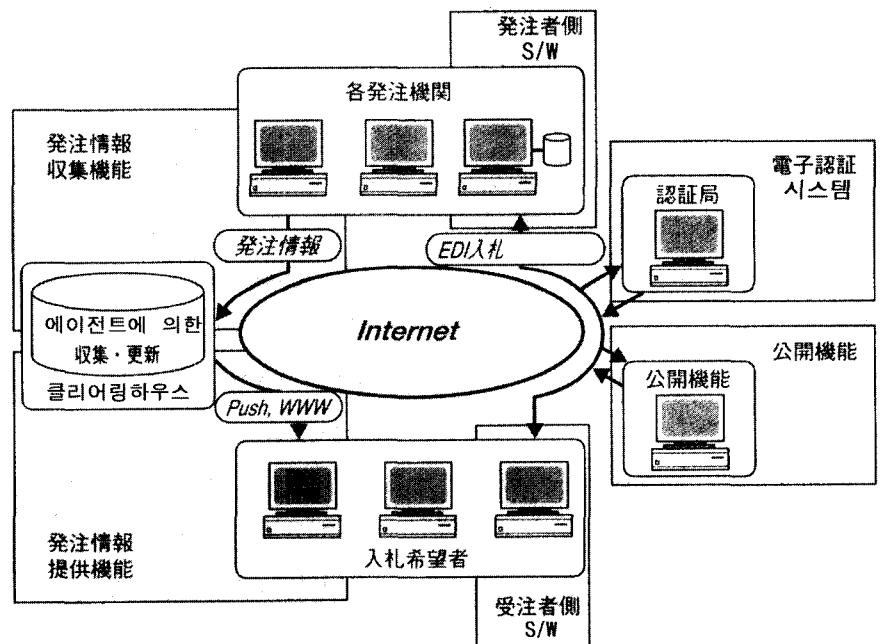 発注者側
S/W
各発注機関
発注情報
収集機能
電子認証
시스템
認証局
発注情報
EDI入札
에이전트에 의한
収集・更新
클리어링하우스
Internet
公開機能
公開機能
Push, WWW
入札希望者
発注情報
提供機能
受注者側
S/W